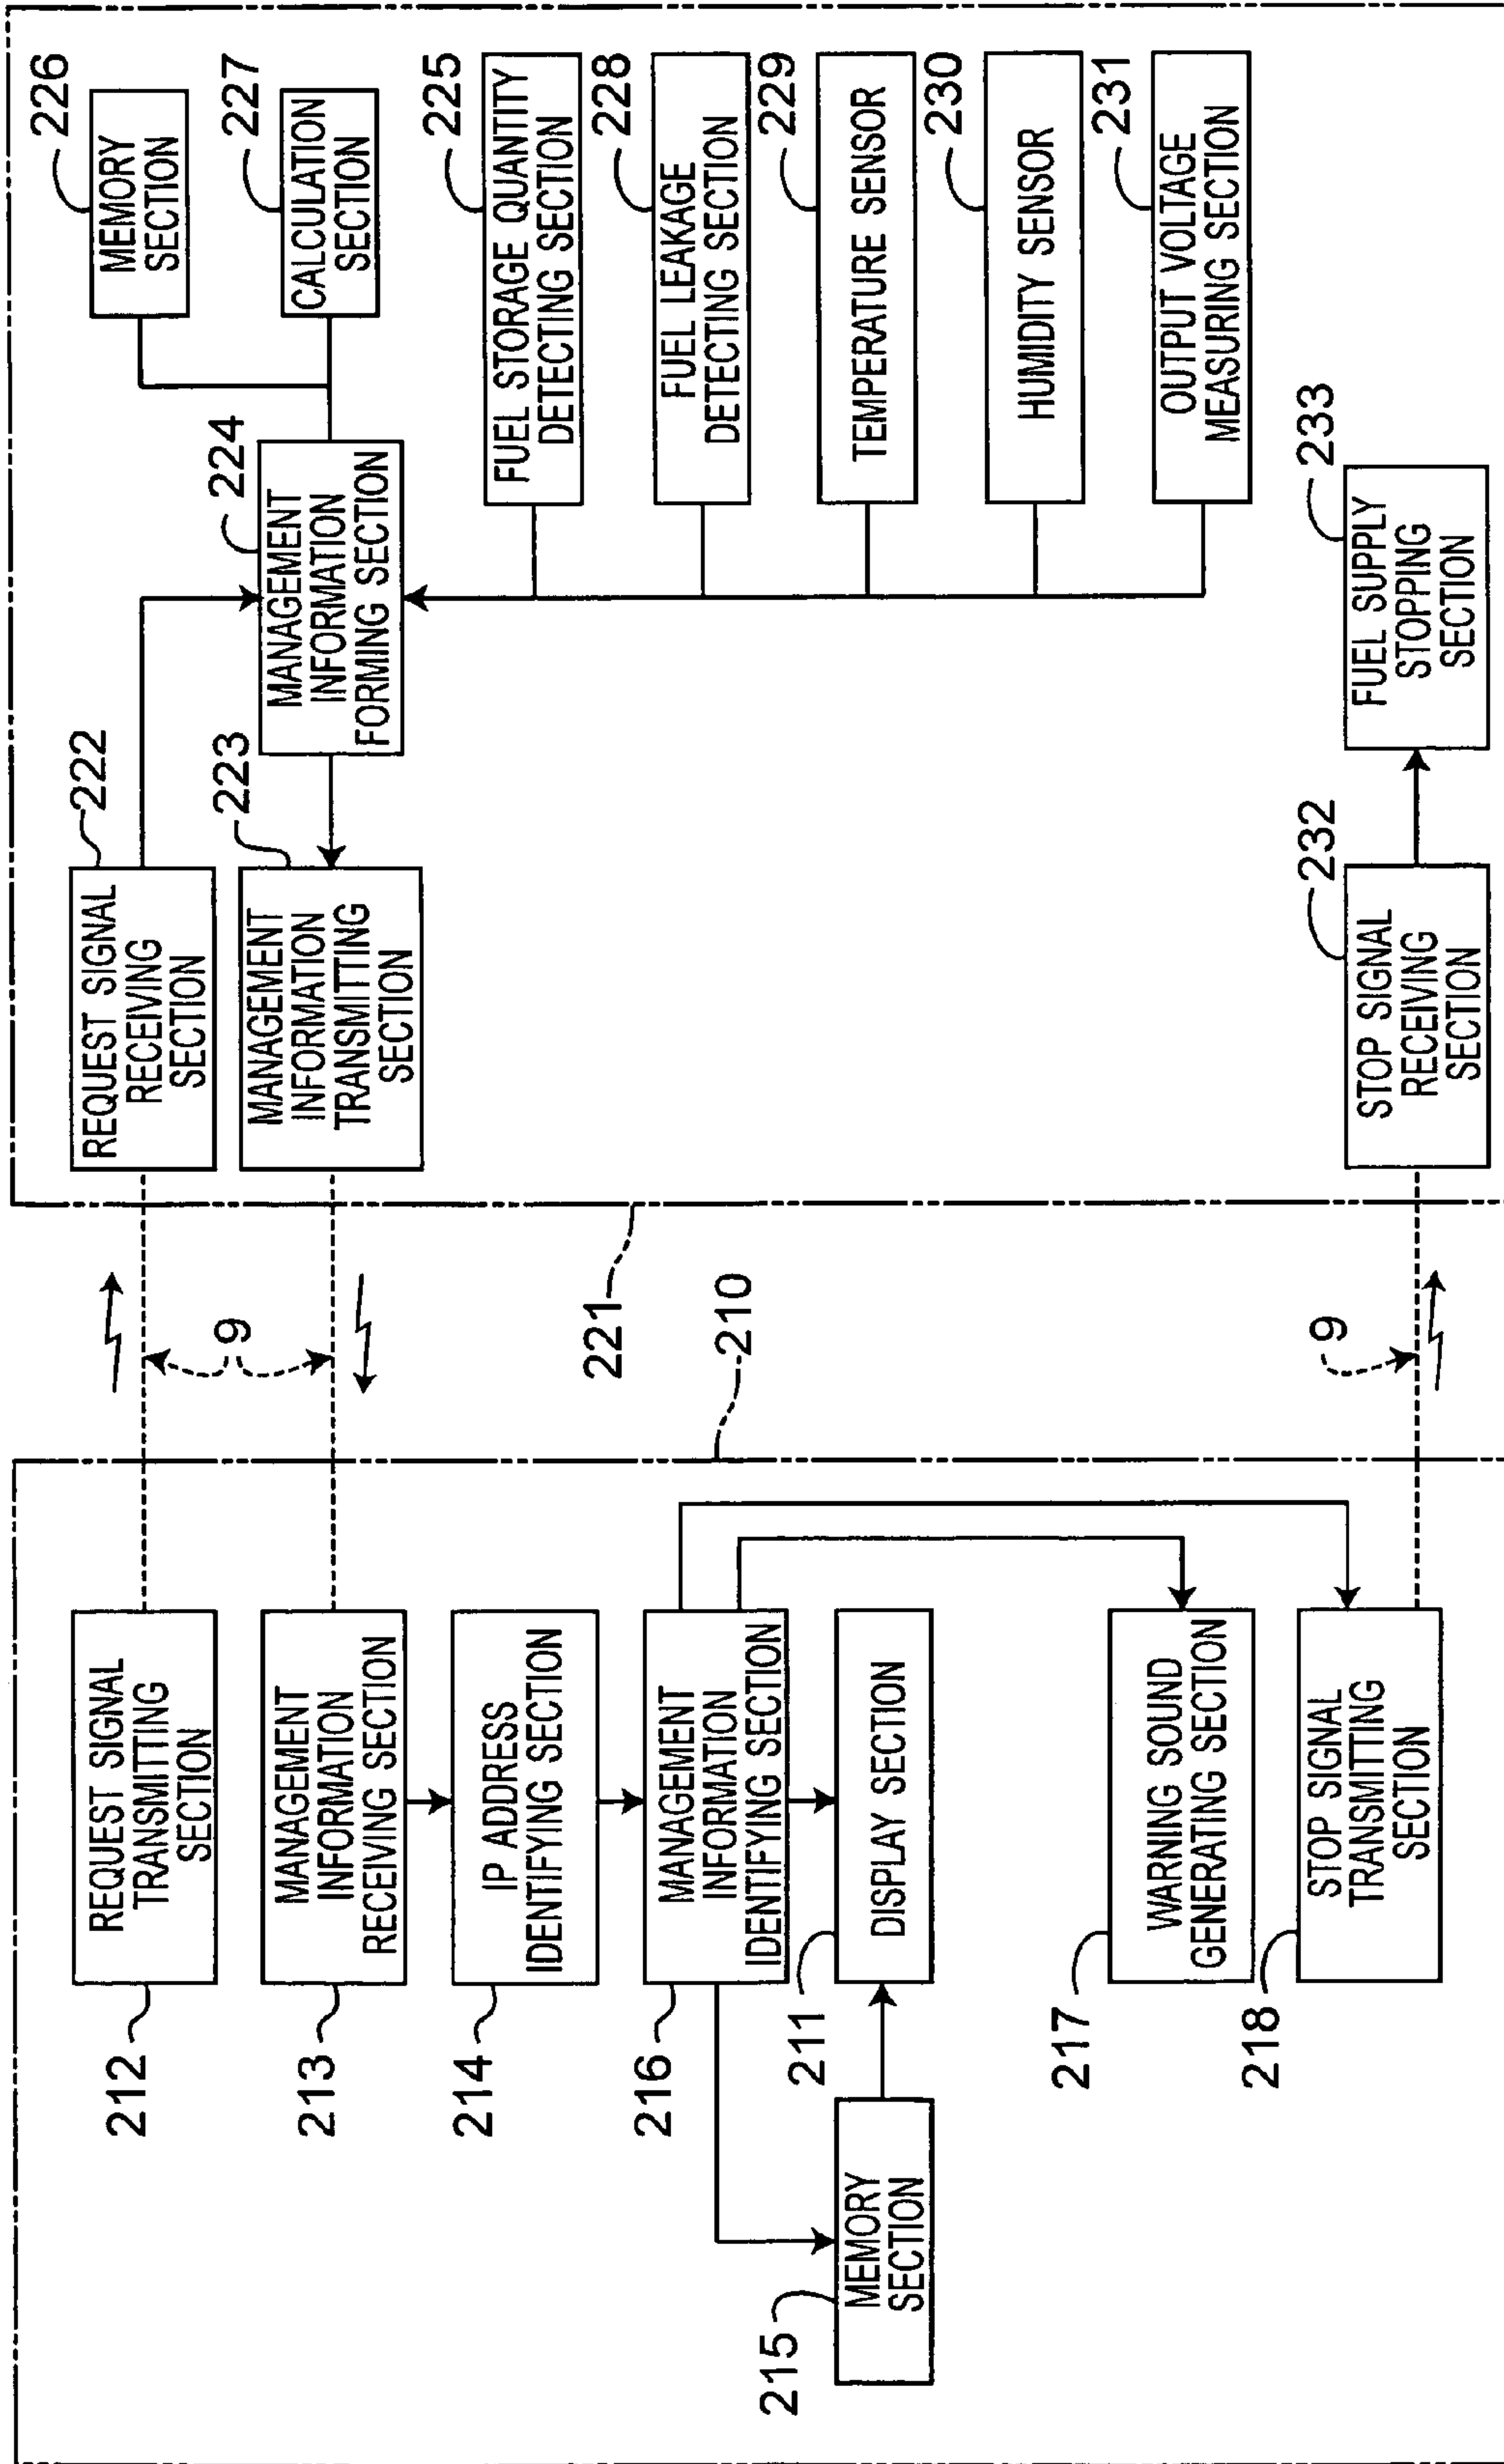 212
REQUEST SIGNAL
TRANSMITTING
SECTION
213
MANAGEMENT
INFORMATION
RECEIVING SECTION
214
IP ADDRESS
IDENTIFYING SECTION
216
MANAGEMENT
INFORMATION
IDENTIFYING SECTION
215
MEMORY
SECTION
211
DISPLAY SECTION
217
WARNING SOUND
GENERATING SECTION
218
STOP SIGNAL
TRANSMITTING
SECTION
210
9
9
221
222
REQUEST SIGNAL
RECEIVING
SECTION
223
MANAGEMENT
INFORMATION
TRANSMITTING
SECTION
224
MANAGEMENT
INFORMATION
FORMING SECTION
226
MEMORY
SECTION
227
CALCULATION
SECTION
225
FUEL STORAGE QUANTITY
DETECTING SECTION
228
FUEL LEAKAGE
DETECTING SECTION
229
TEMPERATURE SENSOR
230
HUMIDITY SENSOR
231
OUTPUT VOLTAGE
MEASURING SECTION
232
STOP SIGNAL
RECEIVING
SECTION
233
FUEL SUPPLY
STOPPING
SECTION